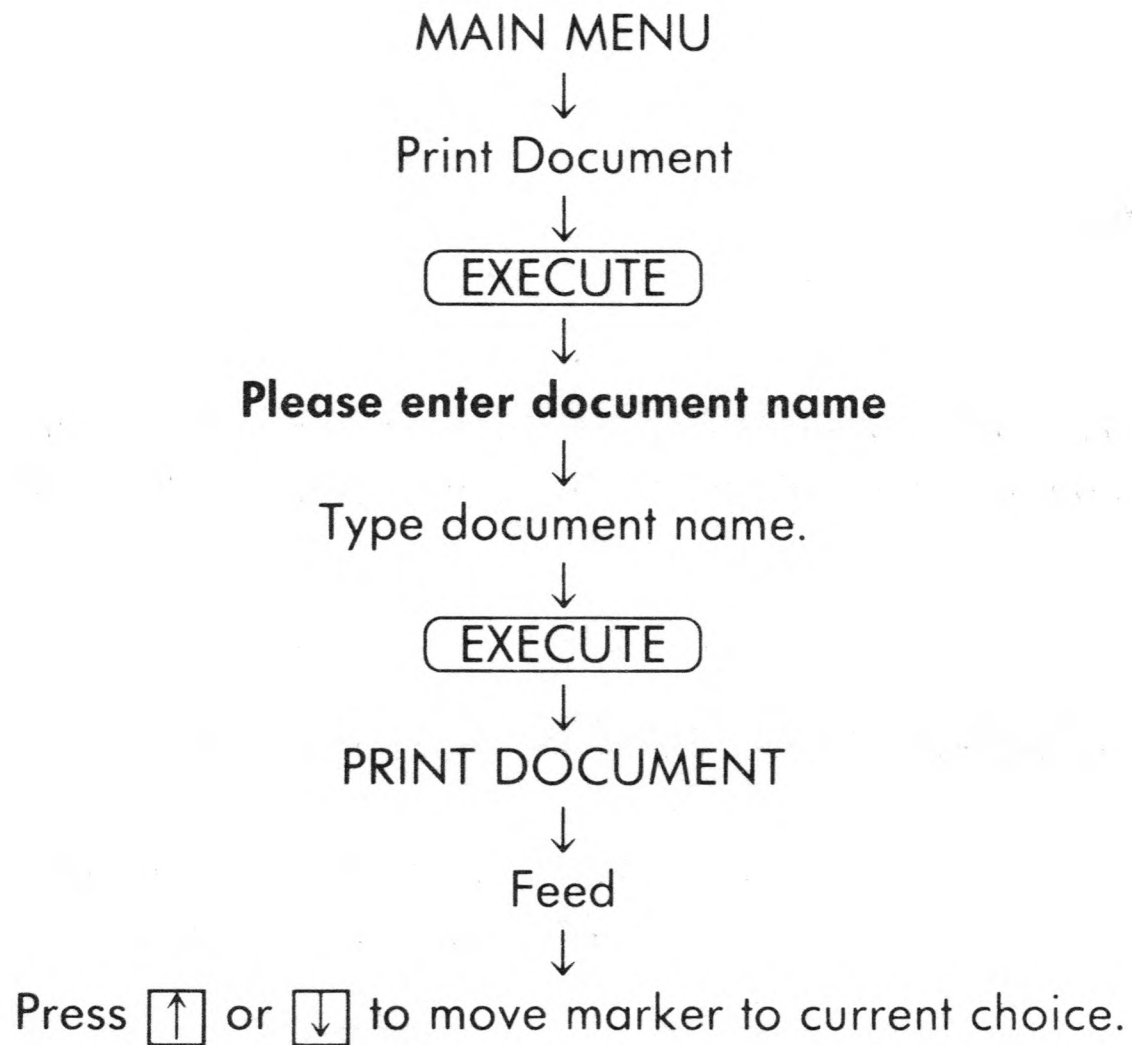 MAIN MENU
↓
Print Document
↓
EXECUTE
↓
Please enter document name
↓
Type document name.
↓
EXECUTE
↓
PRINT DOCUMENT
↓
Feed
↓
Press ↑ or ↓ to move marker to current choice.